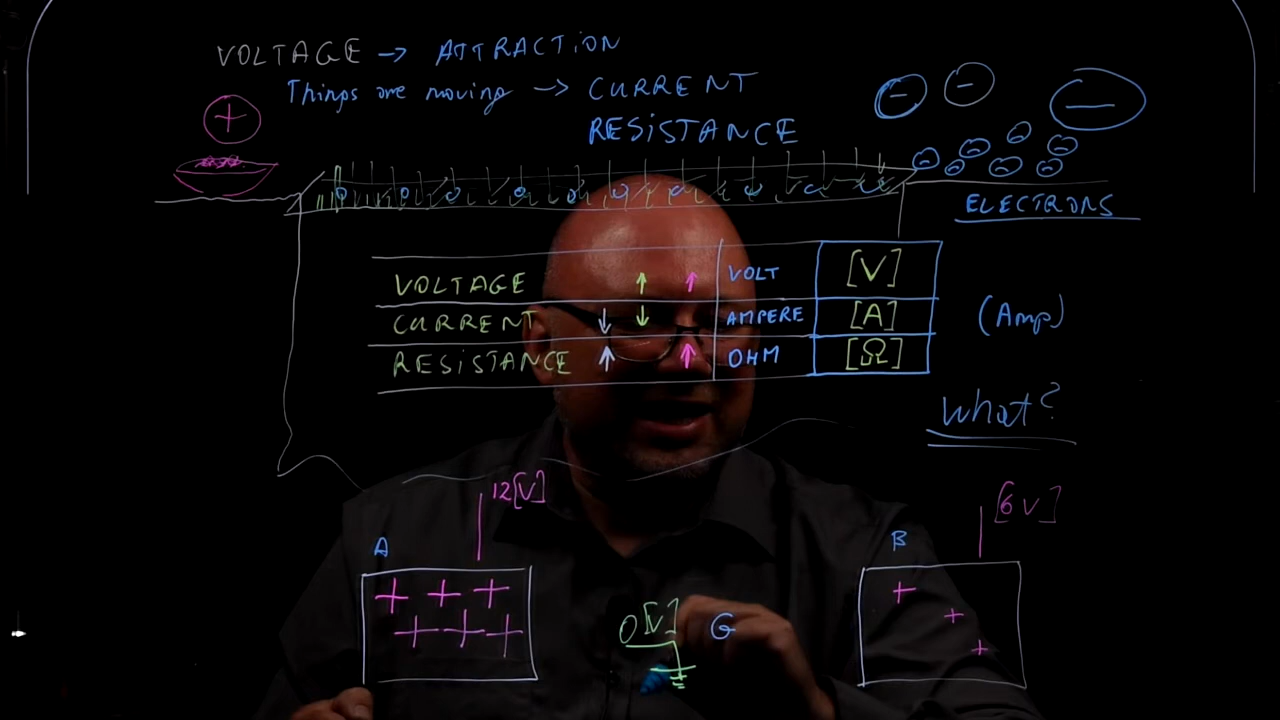 VOLTAGE → ATTRACTION
Things are moving → CURRENT
RESISTANCE
ELECTRONS
VOLTAGE ↑ ↑ VOLT [V]
CURRENT ↓ ↓ AMPERE [A] (Amp)
RESISTANCE ↑ ↑ OHM [Ω]
What?
12[V]
[6V]
A
B
+ + +
+ + +
0[V]
G
+
+
+